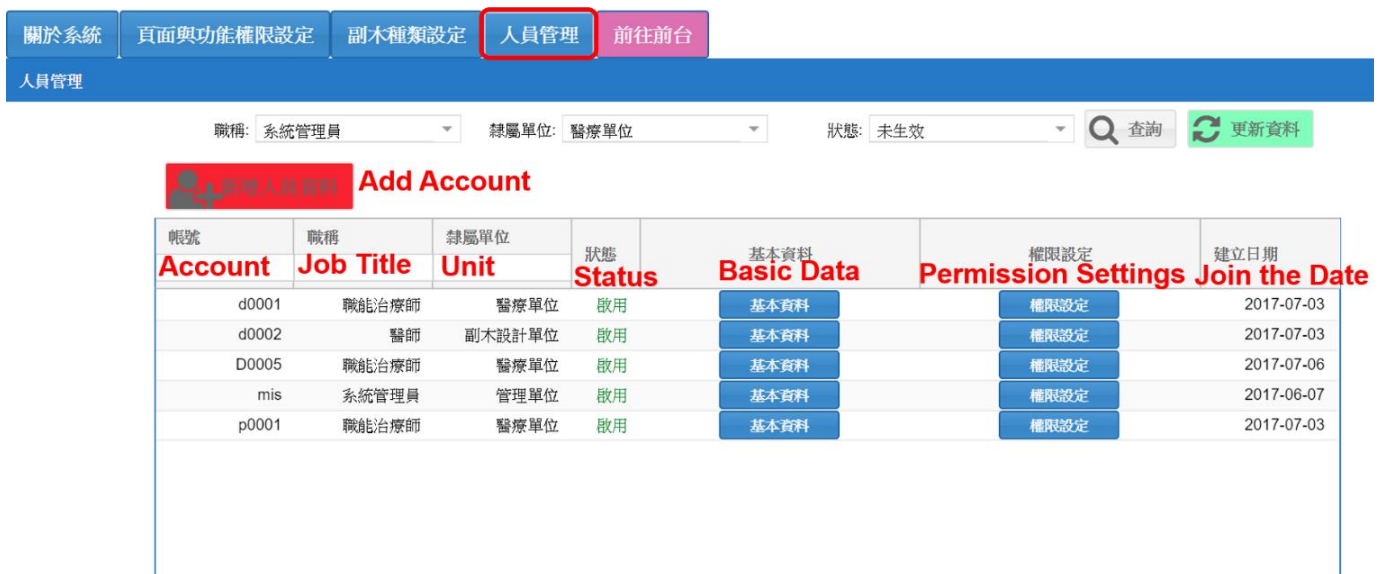 關於系統 頁面與功能權限設定 副木種類設定 人員管理 前往前台
人員管理
職稱: 系統管理員 隸屬單位: 醫療單位 狀態: 未生效 查詢 更新資料
新增人員資料 Add Account
帳號 職稱 隸屬單位 狀態 基本資料 權限設定 建立日期
Account Job Title Unit Status Basic Data Permission Settings Join the Date
d0001 職能治療師 醫療單位 啟用 基本資料 權限設定 2017-07-03
d0002 醫師 副木設計單位 啟用 基本資料 權限設定 2017-07-03
D0005 職能治療師 醫療單位 啟用 基本資料 權限設定 2017-07-06
mis 系統管理員 管理單位 啟用 基本資料 權限設定 2017-06-07
p0001 職能治療師 醫療單位 啟用 基本資料 權限設定 2017-07-03